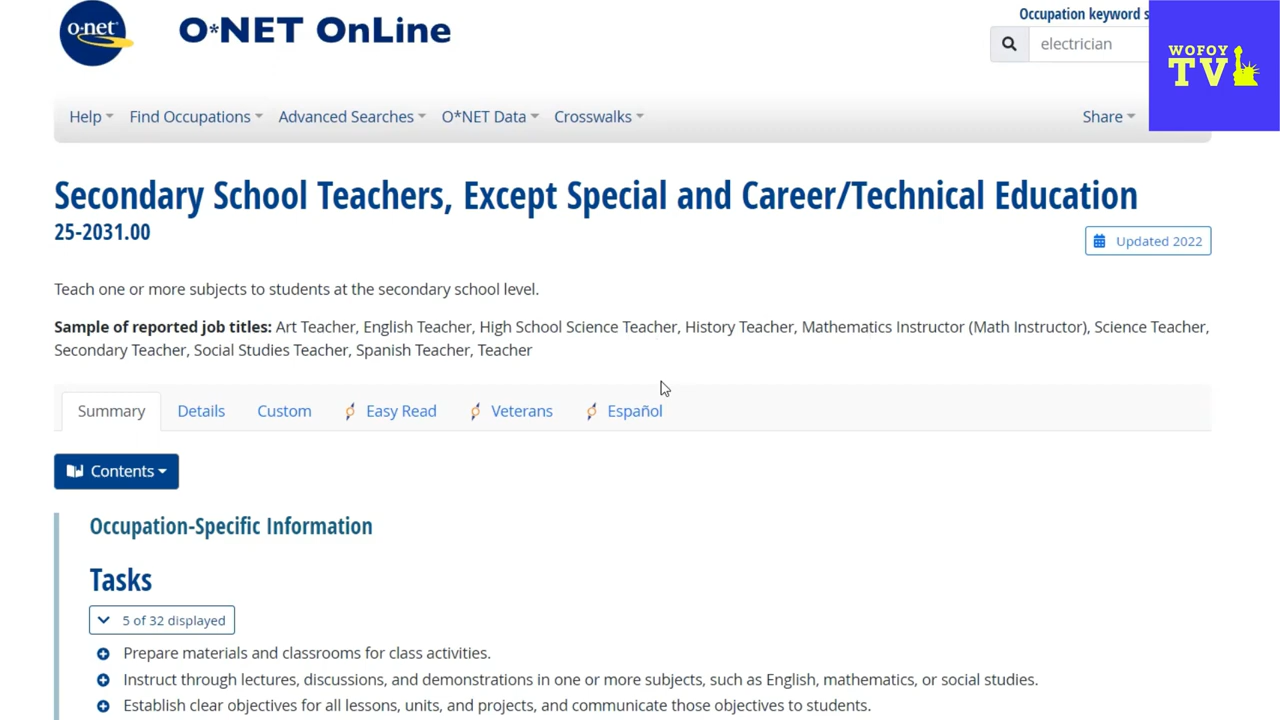 o·net
O*NET OnLine
Occupation keyword s
electrician
WOFOY
TV
Help
Find Occupations
Advanced Searches
O*NET Data
Crosswalks
Share
Secondary School Teachers, Except Special and Career/Technical Education
25-2031.00
Updated 2022
Teach one or more subjects to students at the secondary school level.
Sample of reported job titles: Art Teacher, English Teacher, High School Science Teacher, History Teacher, Mathematics Instructor (Math Instructor), Science Teacher,
Secondary Teacher, Social Studies Teacher, Spanish Teacher, Teacher
Summary
Details
Custom
Easy Read
Veterans
Español
Contents
Occupation-Specific Information
Tasks
5 of 32 displayed
Prepare materials and classrooms for class activities.
Instruct through lectures, discussions, and demonstrations in one or more subjects, such as English, mathematics, or social studies.
Establish clear objectives for all lessons, units, and projects, and communicate those objectives to students.